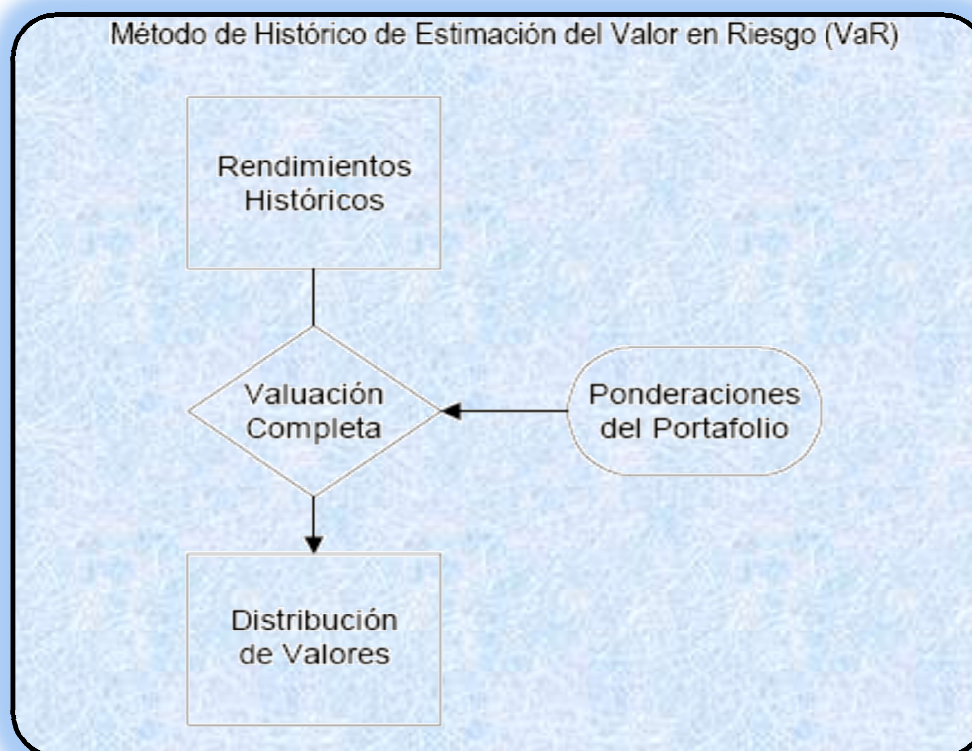 Método de Histórico de Estimación del Valor en Riesgo (VaR)
Rendimientos
Históricos
Valuación
Completa
Ponderaciones
del Portafolio
Distribución
de Valores